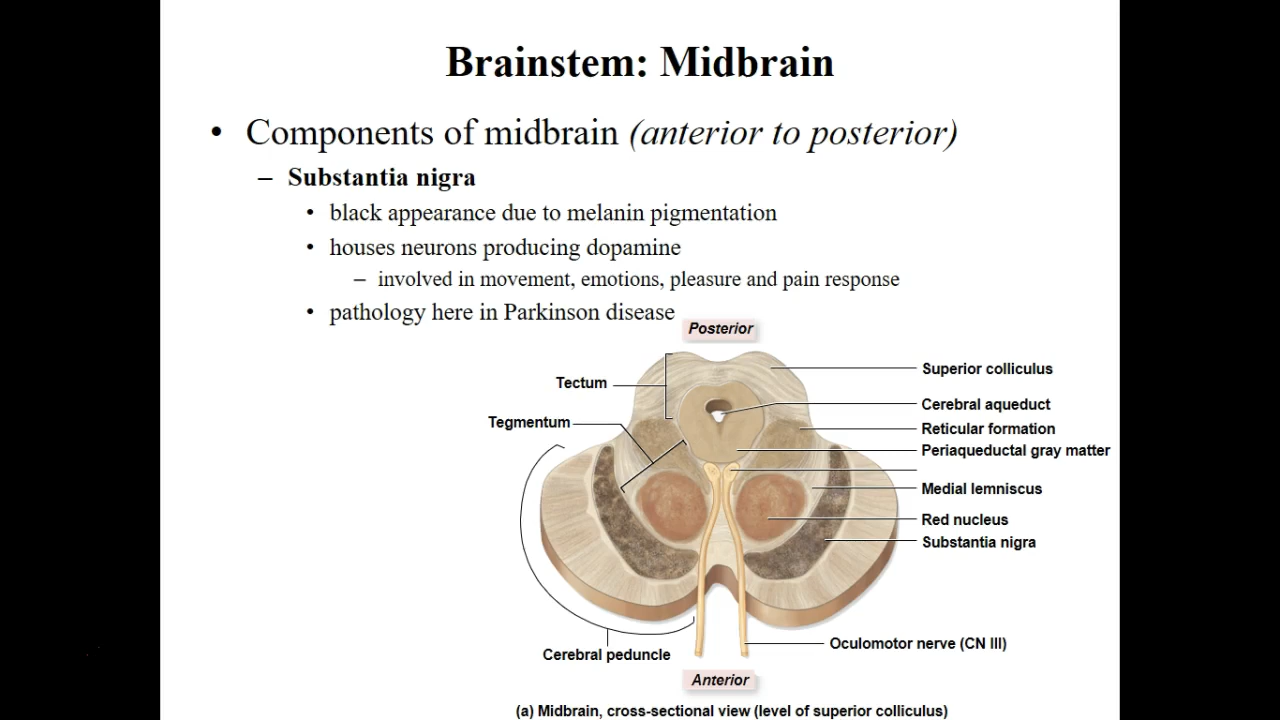 Brainstem: Midbrain
• Components of midbrain (anterior to posterior)
– Substantia nigra
• black appearance due to melanin pigmentation
• houses neurons producing dopamine
– involved in movement, emotions, pleasure and pain response
• pathology here in Parkinson disease
Posterior
Tectum
Tegmentum
Superior colliculus
Cerebral aqueduct
Reticular formation
Periaqueductal gray matter
Medial lemniscus
Red nucleus
Substantia nigra
Oculomotor nerve (CN III)
Cerebral peduncle
Anterior
(a) Midbrain, cross-sectional view (level of superior colliculus)